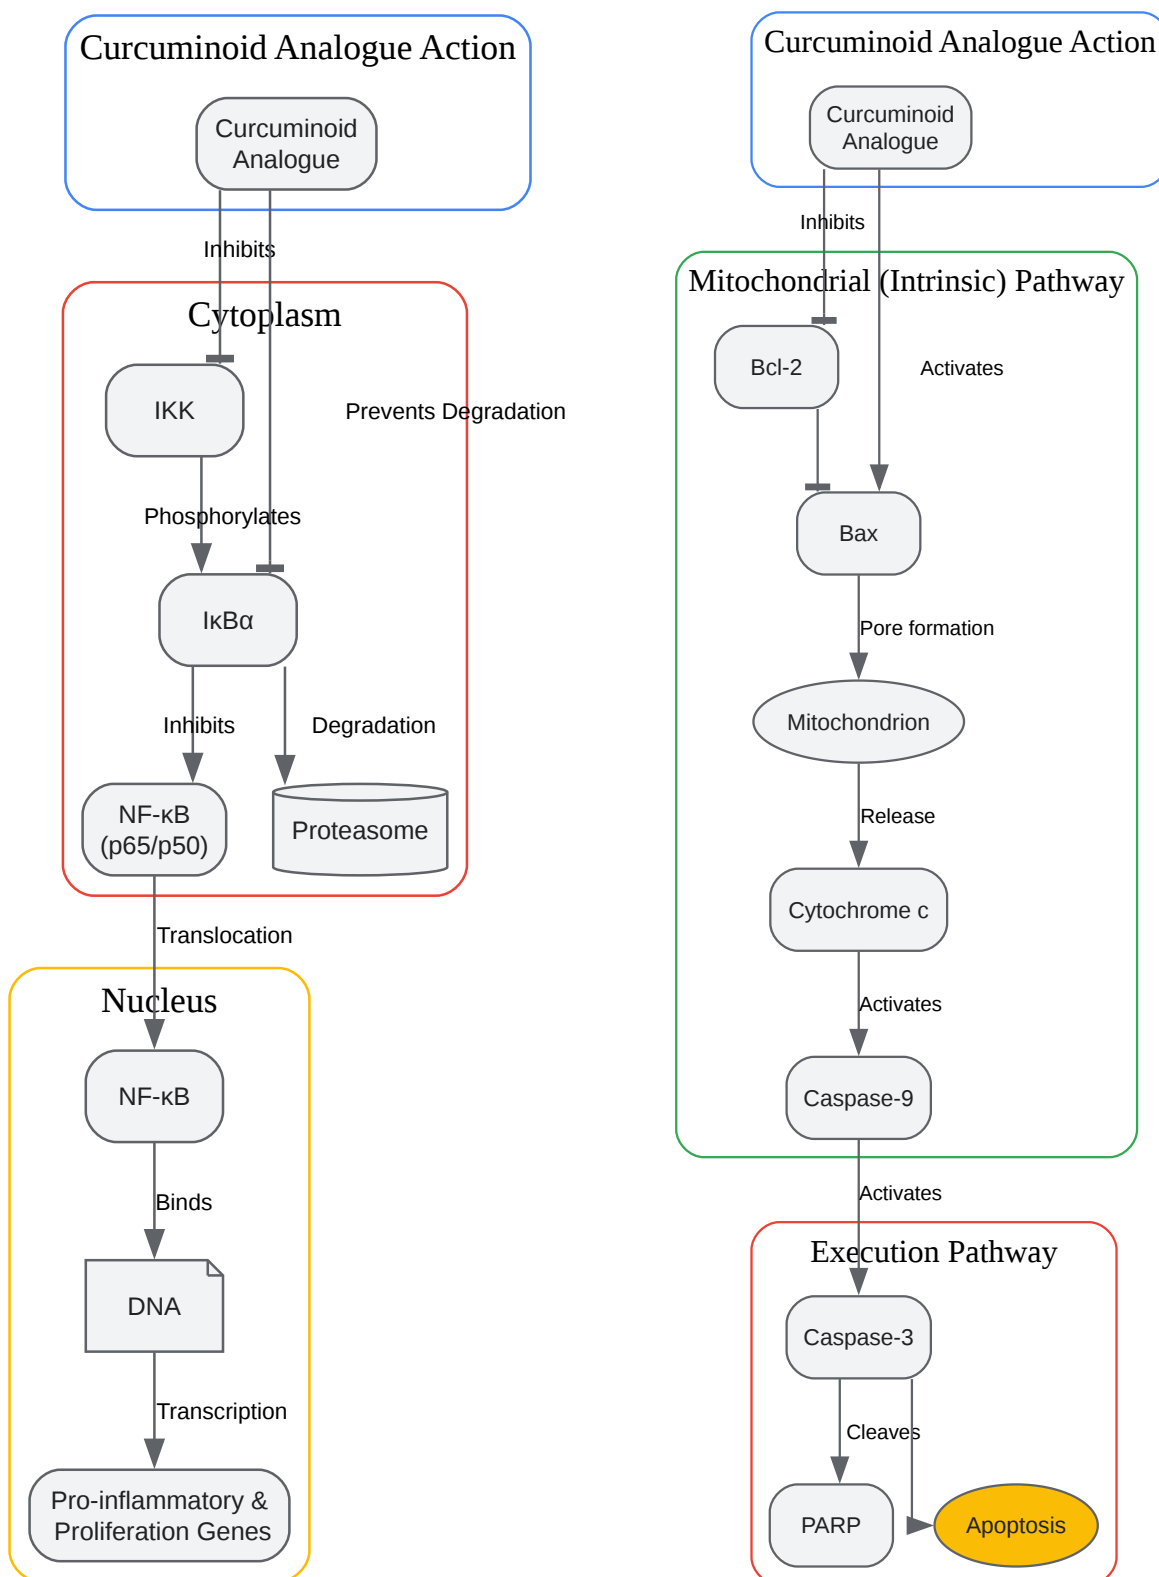 Curcuminoid Analogue Action
Curcuminoid
Analogue
Inhibits
Cytoplasm
IKK
Prevents Degradation
Phosphorylates
IκBα
Inhibits
Degradation
NF-κB
(p65/p50)
Proteasome
Translocation
Nucleus
NF-κB
Binds
DNA
Transcription
Pro-inflammatory &
Proliferation Genes
Curcuminoid Analogue Action
Curcuminoid
Analogue
Inhibits
Mitochondrial (Intrinsic) Pathway
Bcl-2
Activates
Bax
Pore formation
Mitochondrion
Release
Cytochrome c
Activates
Caspase-9
Activates
Execution Pathway
Caspase-3
Cleaves
PARP
Apoptosis